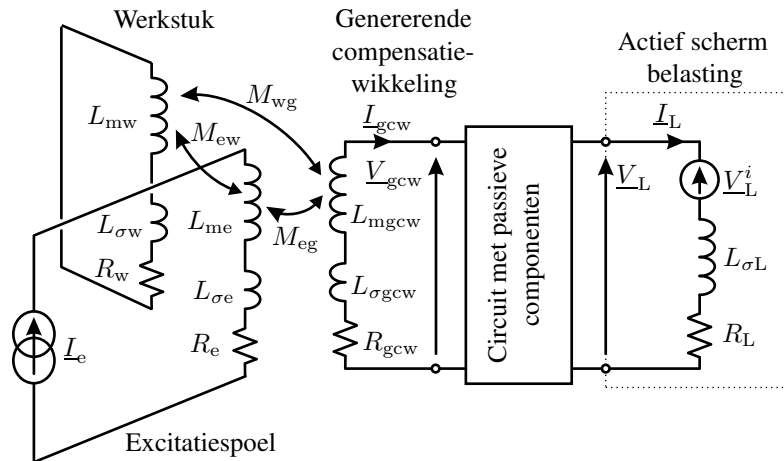 Werkstuk
Genererende
compensatie-
wikkeling
Actief scherm
belasting
L_mw
M_wg
M_ew
I_gcw
V_gcw
I_L
V_L
V_L^i
L_σw
R_w
L_me
M_eg
L_mgcw
L_σe
L_σgcw
L_σL
I_e
R_e
R_gcw
R_L
Circuit met passieve
componenten
Excitatiespoel